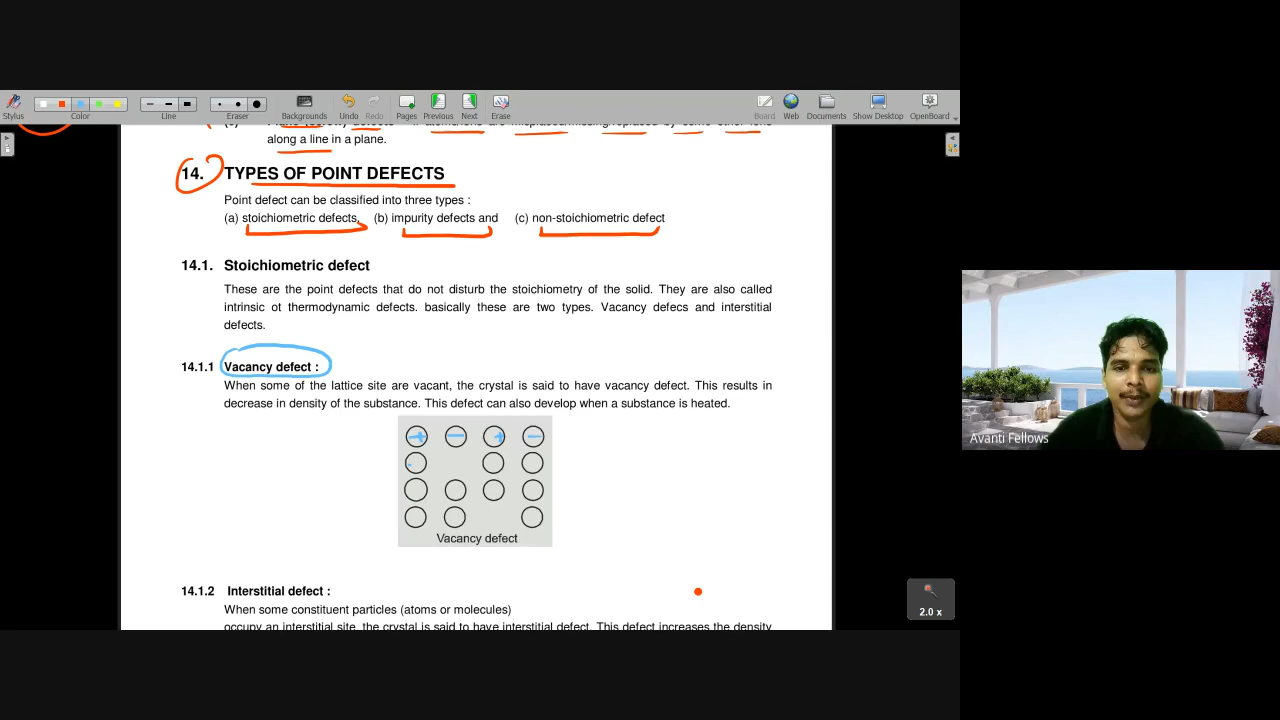 Stylus Color Line Eraser Backgrounds Undo Redo Pages Previous Next Erase Board Web Documents Show Desktop OpenBoard
along a line in a plane.
14. TYPES OF POINT DEFECTS
Point defect can be classified into three types :
(a) stoichiometric defects, (b) impurity defects and (c) non-stoichiometric defect
14.1. Stoichiometric defect
These are the point defects that do not disturb the stoichiometry of the solid. They are also called
intrinsic ot thermodynamic defects. basically these are two types. Vacancy defecs and interstitial
defects.
14.1.1 Vacancy defect :
When some of the lattice site are vacant, the crystal is said to have vacancy defect. This results in
decrease in density of the substance. This defect can also develop when a substance is heated.
+ − + −
Vacancy defect
14.1.2 Interstitial defect :
When some constituent particles (atoms or molecules)
occupy an interstitial site, the crystal is said to have interstitial defect. This defect increases the density
2.0 x
Avanti Fellows